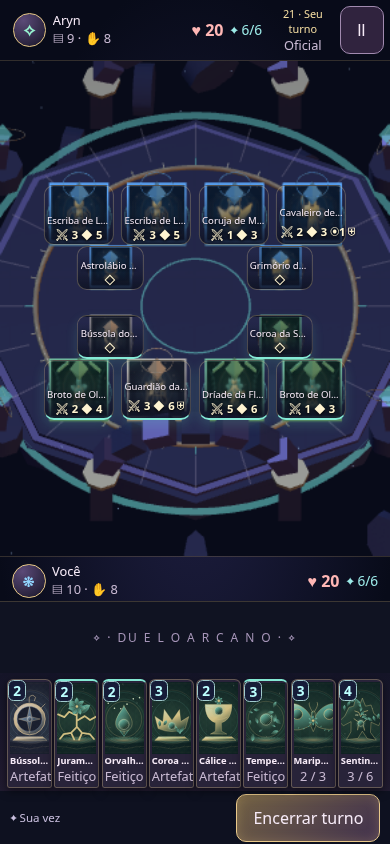 Aryn
9 · 8
20 6/6
21 · Seu
turno
Oficial
Escriba de L...
3 5
Escriba de L...
3 5
Coruja de M...
1 3
Cavaleiro de...
2 3 1
Astrolábio ...
Grimório d...
Bússola do...
Coroa da S...
Broto de Ol...
2 4
Guardião da...
3 6
Dríade da Fl...
5 6
Broto de Ol...
1 3
Você
10 · 8
20 6/6
· DUELO ARCANO ·
2
Bússol...
Artefat
2
Juram...
Feitiço
2
Orvalh...
Feitiço
3
Coroa ...
Artefat
2
Cálice ...
Artefat
3
Tempe...
Feitiço
3
Marip...
2 / 3
4
Sentin...
3 / 6
Sua vez
Encerrar turno